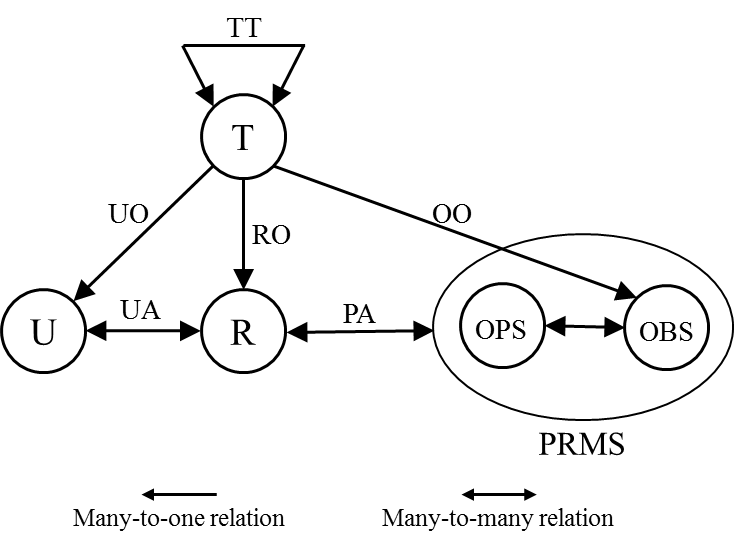 TT
T
UO
RO
OO
U
UA
R
PA
OPS
OBS
PRMS
Many-to-one relation
Many-to-many relation